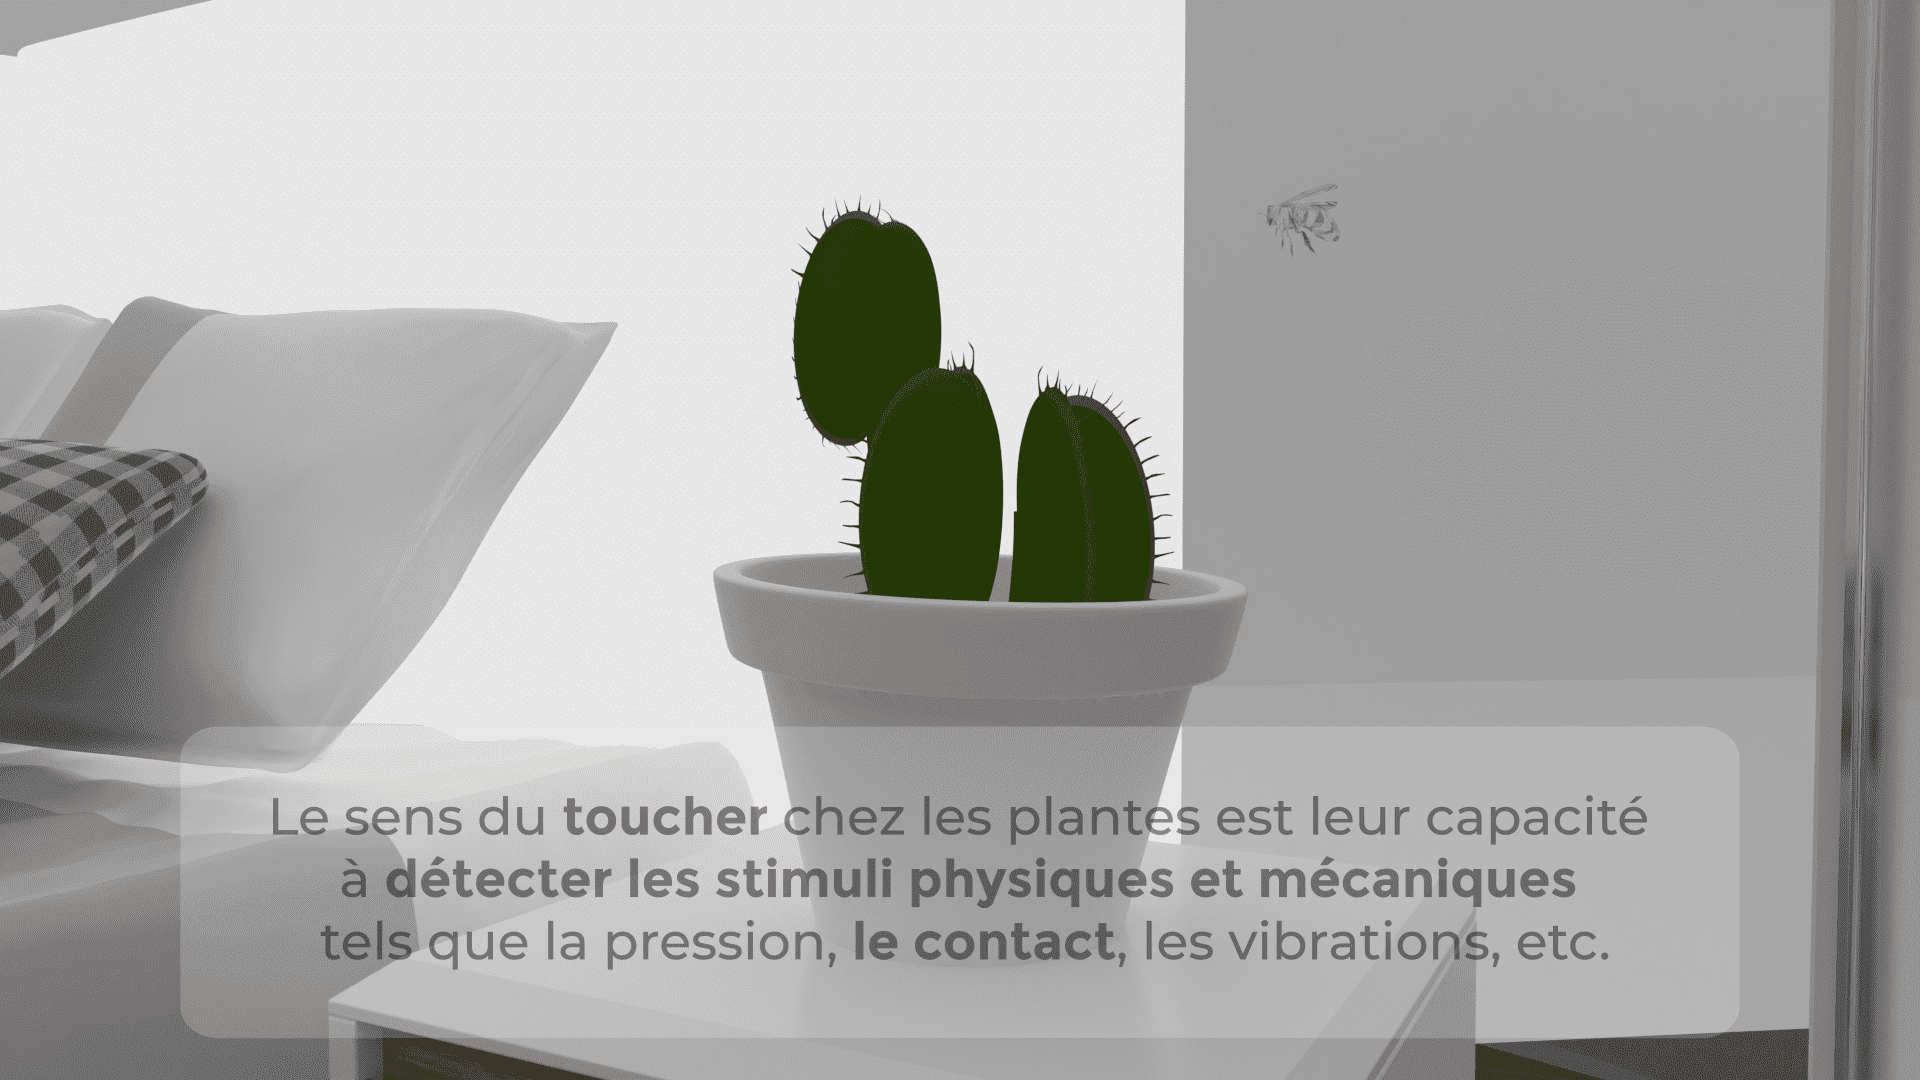 Le sens du toucher chez les plantes est leur capacité
à détecter les stimuli physiques et mécaniques
tels que la pression, le contact, les vibrations, etc.